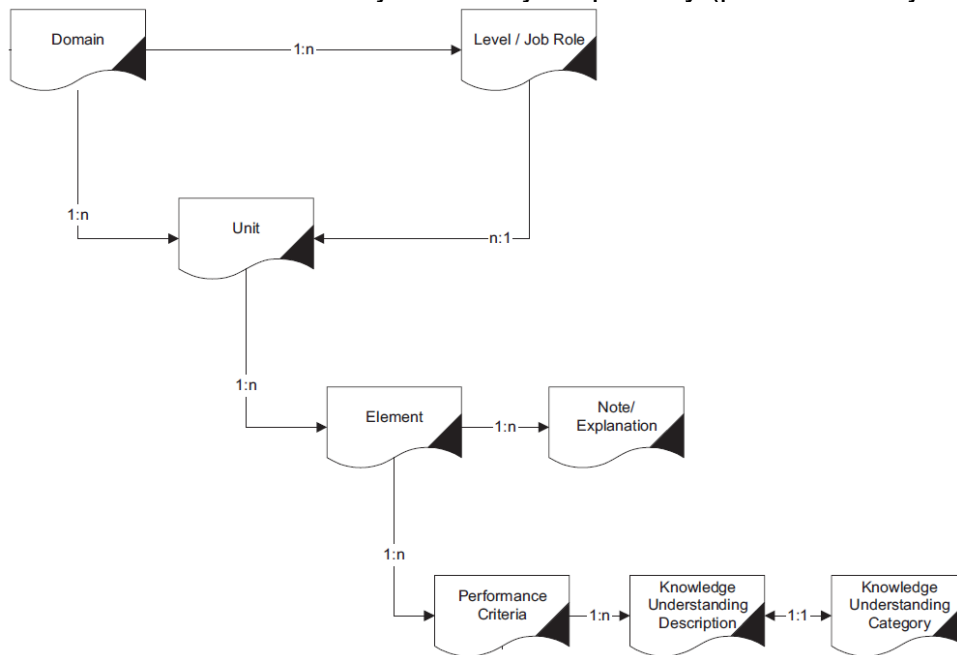 Domain
1:n
Level / Job Role
1:n
Unit
n:1
1:n
Element
1:n
Note/
Explanation
1:n
Performance
Criteria
1:n
Knowledge
Understanding
Description
1:1
Knowledge
Understanding
Category